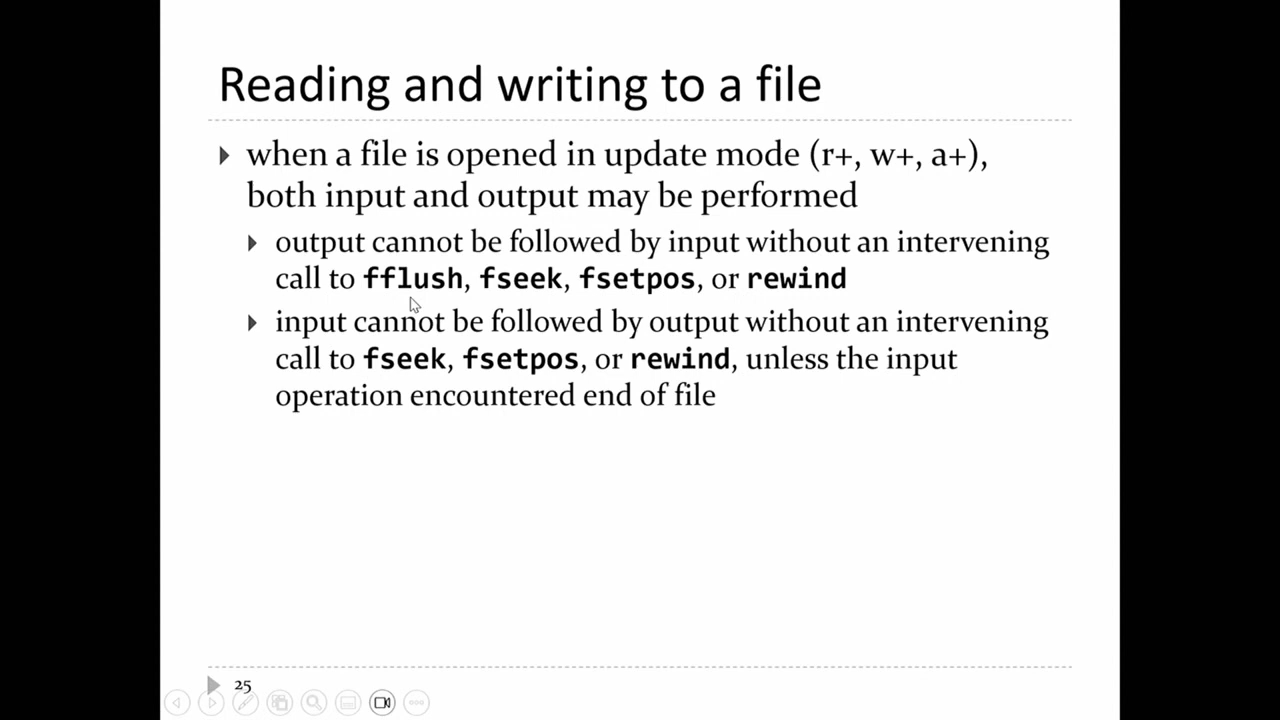 Reading and writing to a file
when a file is opened in update mode (r+, w+, a+),
both input and output may be performed
output cannot be followed by input without an intervening
call to fflush, fseek, fsetpos, or rewind
input cannot be followed by output without an intervening
call to fseek, fsetpos, or rewind, unless the input
operation encountered end of file
25